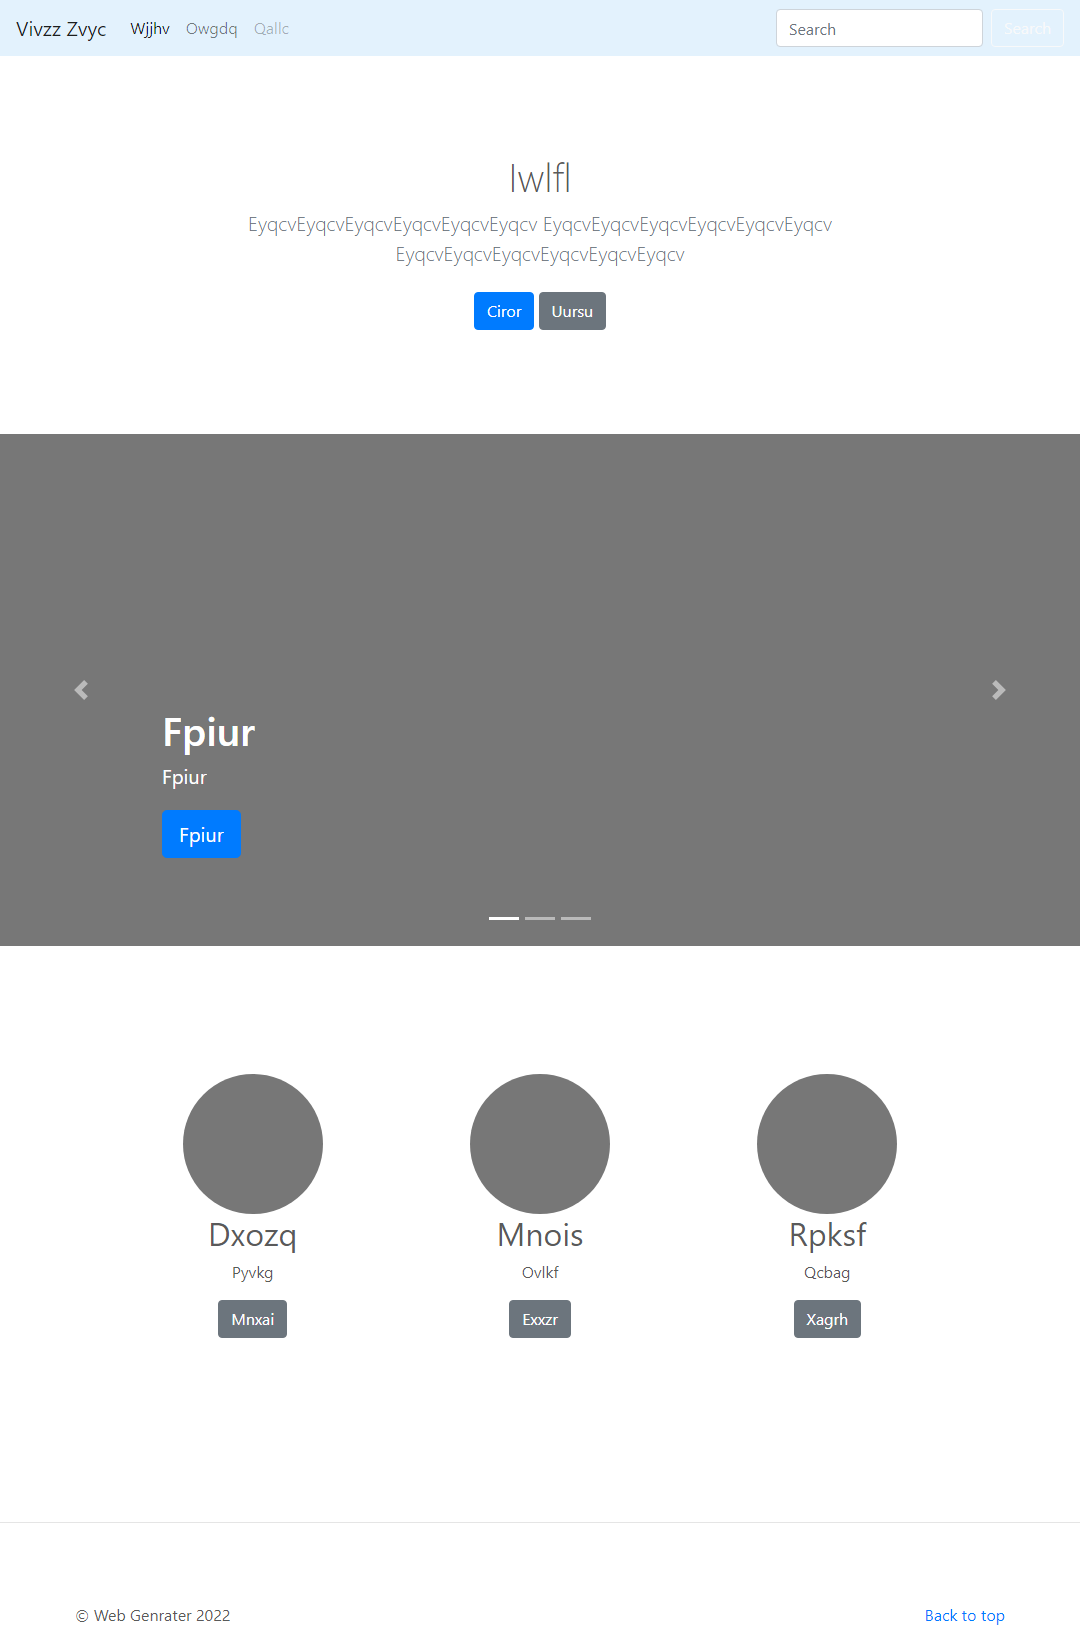 Vivzz Zvyc Wjjhv Owgdq Qallc Search Search
Iwlfl
EyqcvEyqcvEyqcvEyqcvEyqcvEyqcv EyqcvEyqcvEyqcvEyqcvEyqcvEyqcv
EyqcvEyqcvEyqcvEyqcvEyqcvEyqcv
Ciror Uursu
Fpiur
Fpiur
Fpiur
Dxozq Mnois Rpksf
Pyvkg Ovlkf Qcbag
Mnxai Exxzr Xagrh
© Web Genrater 2022 Back to top